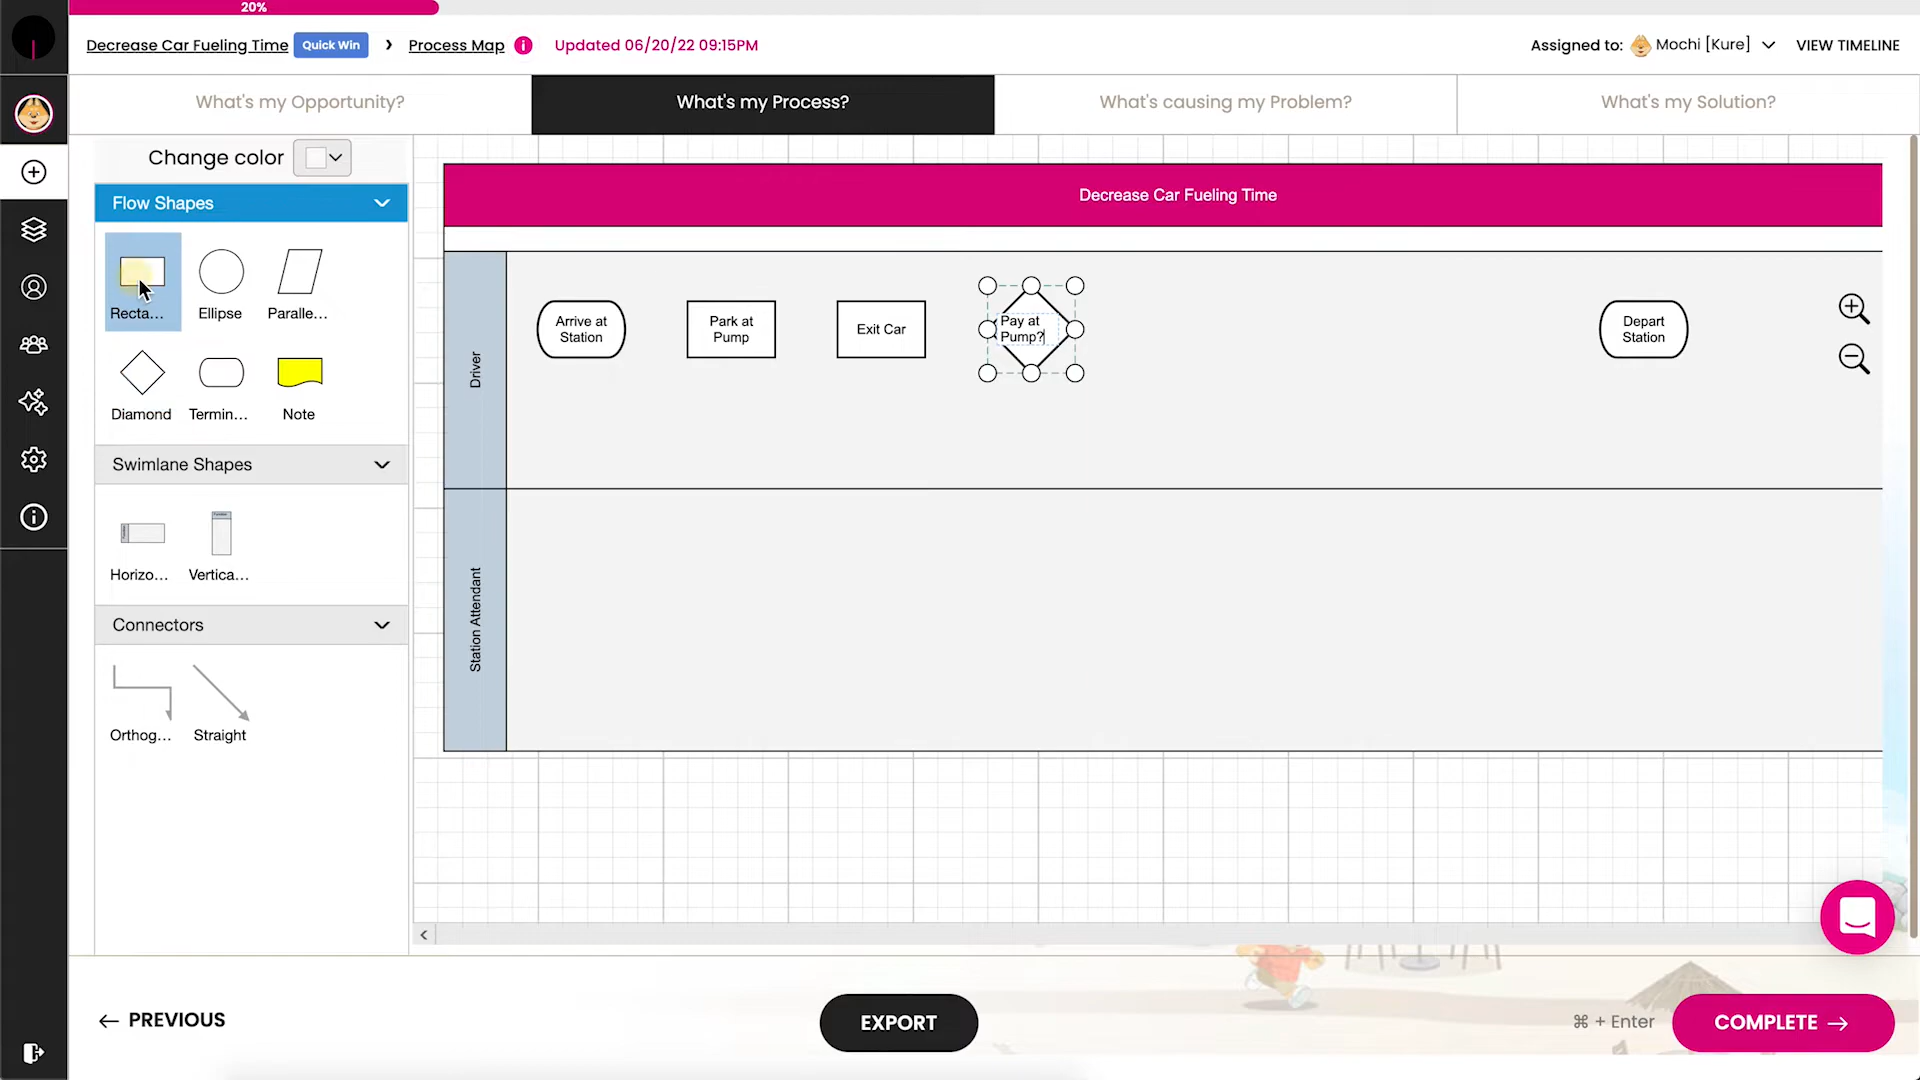 20%
Decrease Car Fueling Time Quick Win › Process Map Updated 06/20/22 09:15PM
Assigned to: Mochi [Kure] VIEW TIMELINE
What's my Opportunity?
What's my Process?
What's causing my Problem?
What's my Solution?
Change color
Flow Shapes
Recta...
Ellipse
Paralle...
Diamond
Termin...
Note
Swimlane Shapes
Horizo...
Vertica...
Connectors
Orthog...
Straight
Decrease Car Fueling Time
Driver
Arrive at
Station
Park at
Pump
Exit Car
Pay at
Pump?
Depart
Station
Station Attendant
← PREVIOUS
EXPORT
⌘ + Enter
COMPLETE →